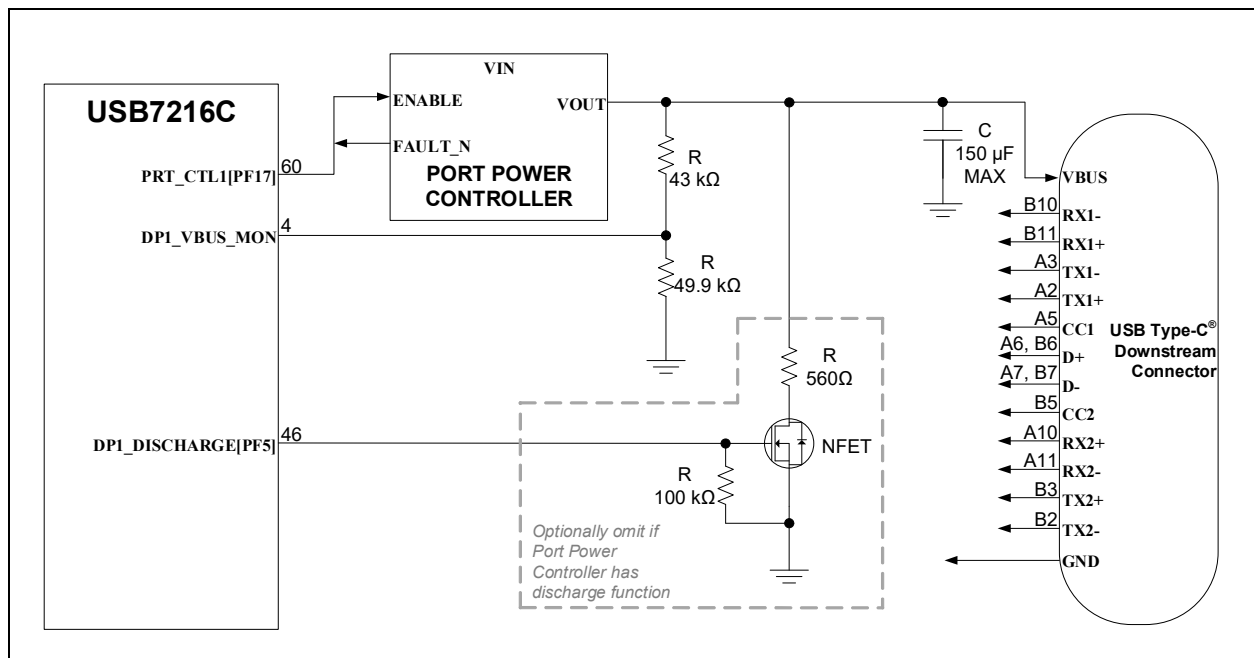 USB7216C
PRT_CTL1[PF17]
60
DP1_VBUS_MON
4
DP1_DISCHARGE[PF5]
46
VIN
ENABLE
VOUT
FAULT_N
PORT POWER
CONTROLLER
R
43 kΩ
R
49.9 kΩ
R
560Ω
NFET
R
100 kΩ
Optionally omit if
Port Power
Controller has
discharge function
C
150 µF
MAX
VBUS
B10 RX1-
B11 RX1+
A3 TX1-
A2 TX1+
A5 CC1
A6, B6 D+
A7, B7 D-
B5 CC2
A10 RX2+
A11 RX2-
B3 TX2+
B2 TX2-
GND
USB Type-C®
Downstream
Connector